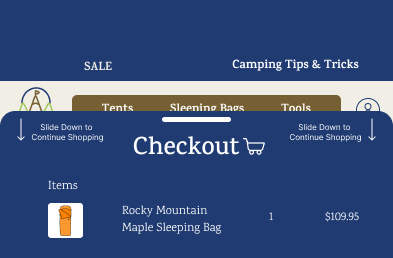 SALE
Camping Tips & Tricks
Tents
Sleeping Bags
Tools
Slide Down to
Continue Shopping
Slide Down to
Continue Shopping
Checkout
Items
Rocky Mountain
Maple Sleeping Bag
1
$109.95